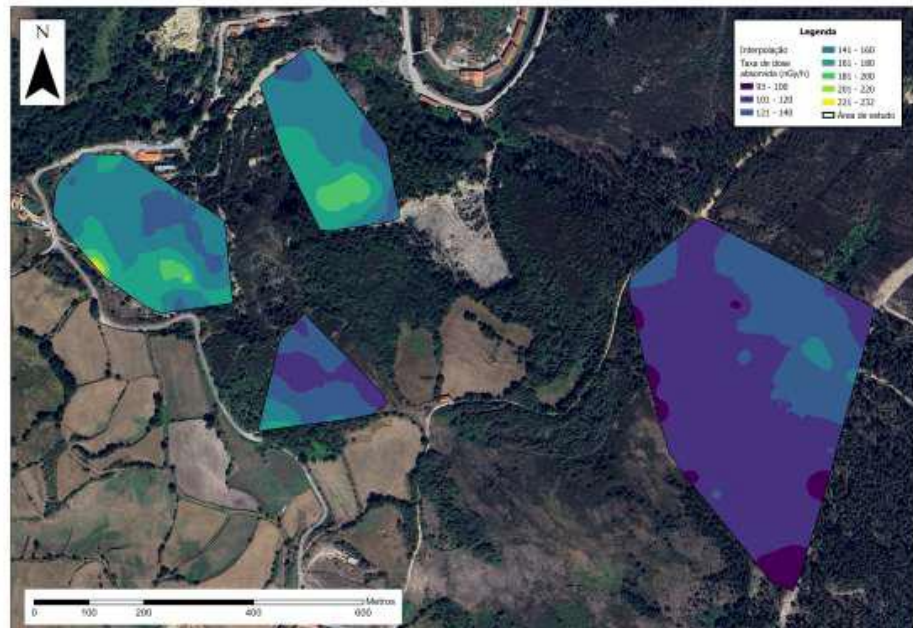 N
Legenda
Interpolação
Taxa de dose
absorvida (nGy/h)
93 - 100
101 - 120
121 - 140
141 - 160
161 - 180
181 - 200
201 - 220
221 - 232
Área de estudo
Metros
0 100 200 400 600